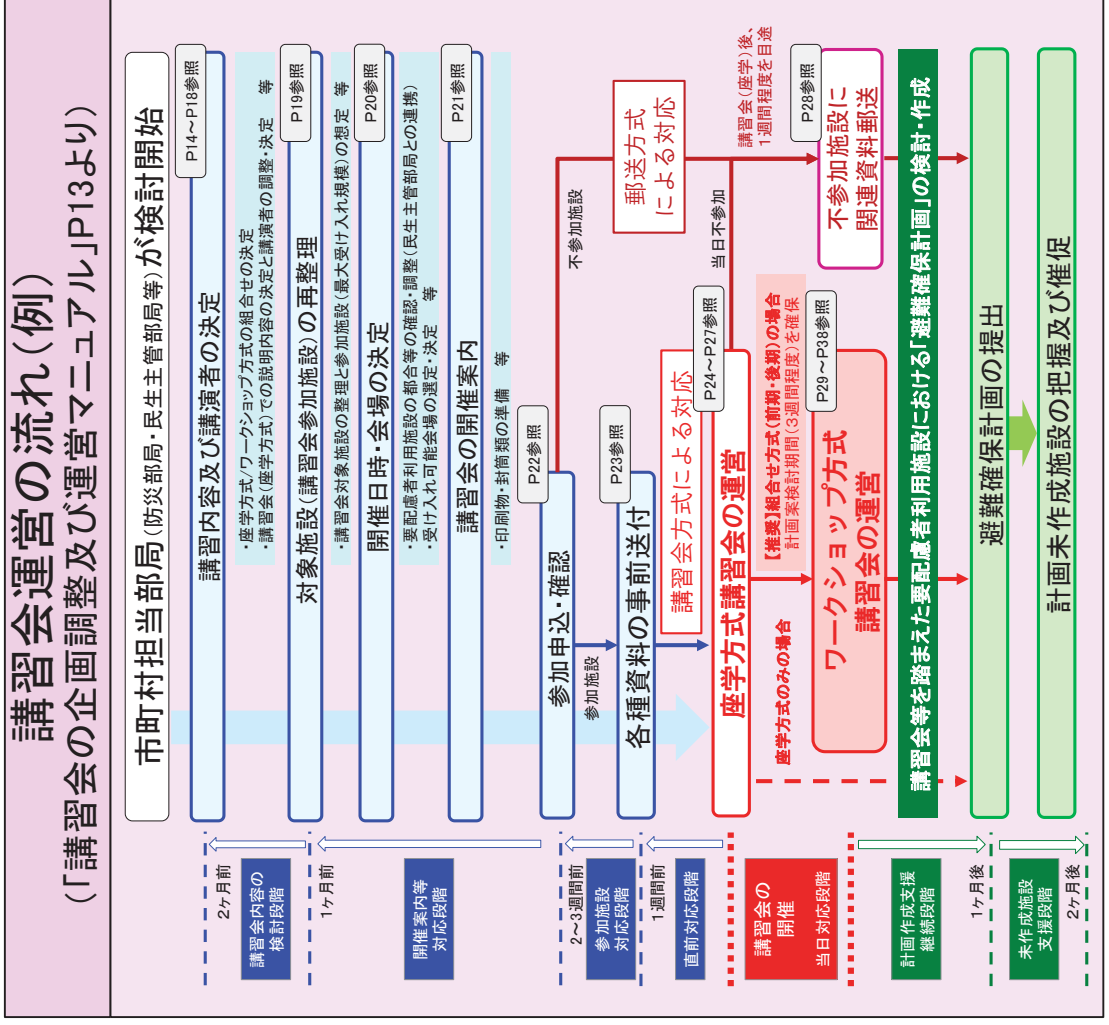 講習会運営の流れ(例)
(「講習会の企画調整及び運営マニュアル」P13より)
市町村担当部局(防災部局・民生主管部局等)が検討開始
2ヶ月前
講習会内容の
検討段階
P14～P18参照
講習内容及び講演者の決定
・座学方式/ワークショップ方式の組合せの決定
・講習会(座学方式)での説明内容の決定と講演者の調整・決定 等
P19参照
対象施設(講習会参加施設)の再整理
・講習会対象施設の整理と参加施設(最大受け入れ規模)の想定 等
1ヶ月前
開催案内等
対応段階
P20参照
開催日時・会場の決定
・要配慮者利用施設の都合等の確認・調整(民生主管部局との連携)
・受け入れ可能会場の選定・決定 等
P21参照
講習会の開催案内
・印刷物・封筒類の準備 等
2～3週間前
参加施設
対応段階
P22参照
参加申込・確認
不参加施設
参加施設
P23参照
各種資料の事前送付
郵送方式
による対応
1週間前
直前対応段階
講習会方式による対応
当日不参加
講習会の
開催
当日対応段階
P24～P27参照
座学方式講習会の運営
講習会(座学)後、
1週間程度を目途
座学方式のみの場合
【推奨】組合せ方式(前期・後期)の場合
計画案検討期間(3週間程度)を確保
P29～P38参照
ワークショップ方式
講習会の運営
P28参照
不参加施設に
関連資料郵送
計画作成支援
継続段階
講習会等を踏まえた要配慮者利用施設における「避難確保計画」の検討・作成
1ヶ月後
避難確保計画の提出
未作成施設
支援段階
計画未作成施設の把握及び催促
2ヶ月後